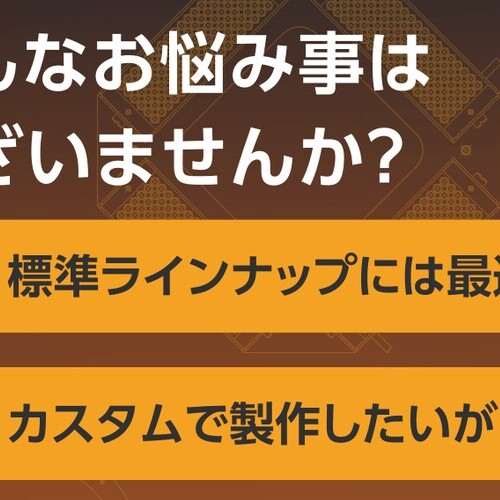 んなお悩み事は
ざいませんか?
標準ラインナップには最
カスタムで製作したいが